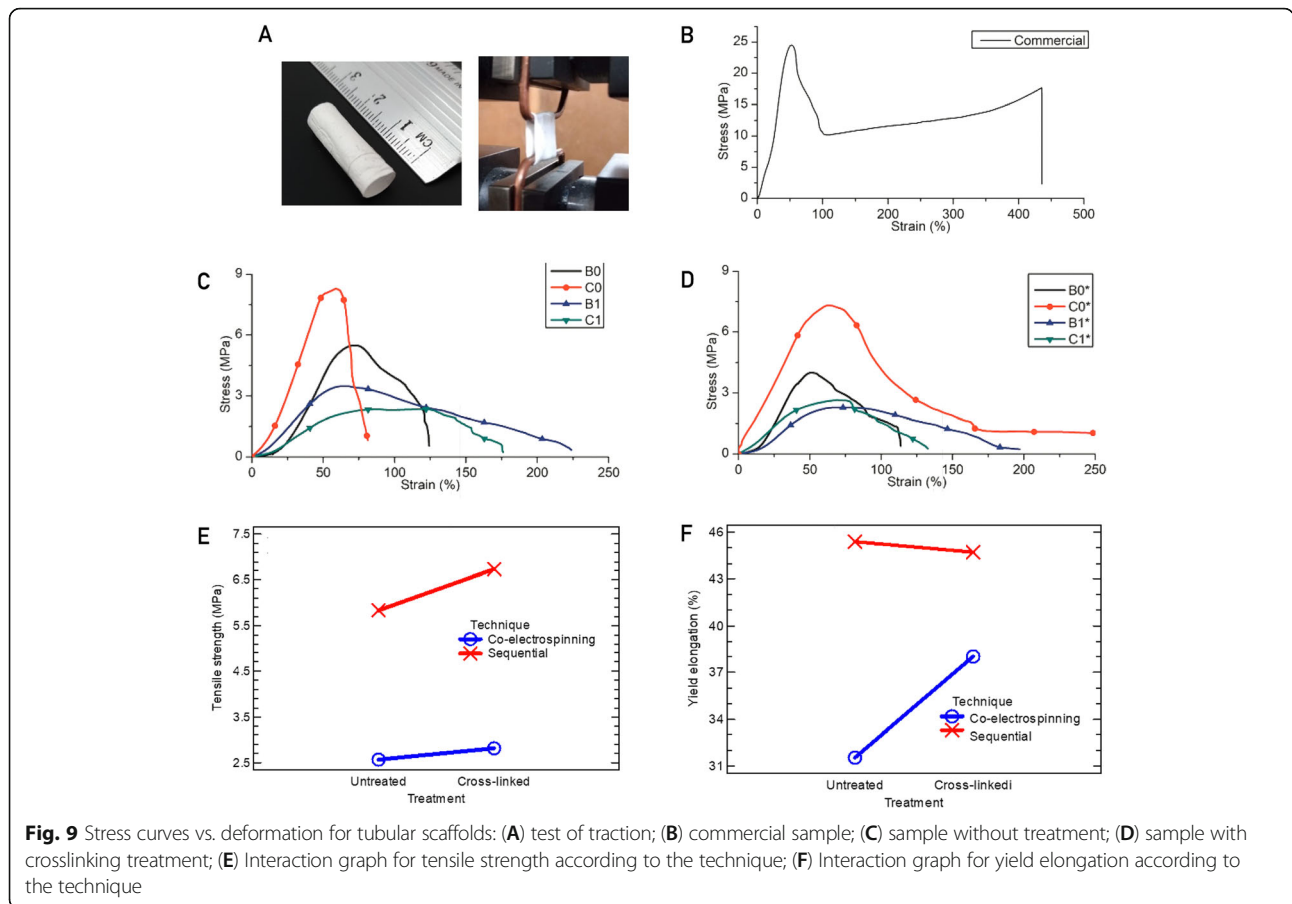 A
3
2
1
CM
B
Commercial
25
20
15
10
5
0
Stress (MPa)
0 100 200 300 400 500
Strain (%)
C
B0
C0
B1
C1
9
6
3
0
Stress (MPa)
0 50 100 150 200 250
Strain (%)
D
B0*
C0*
B1*
C1*
9
6
3
0
Stress (MPa)
0 50 100 150 200 250
Strain (%)
E
7.5
6.5
5.5
4.5
3.5
2.5
Tensile strength (MPa)
Technique
Co-electrospinning
Sequential
Untreated Cross-linked
Treatment
F
46
43
40
37
34
31
Yield elongation (%)
Technique
Co-electrospinning
Sequential
Untreated Cross-linkedi
Treatment
Fig. 9 Stress curves vs. deformation for tubular scaffolds: (A) test of traction; (B) commercial sample; (C) sample without treatment; (D) sample with
crosslinking treatment; (E) Interaction graph for tensile strength according to the technique; (F) Interaction graph for yield elongation according to
the technique